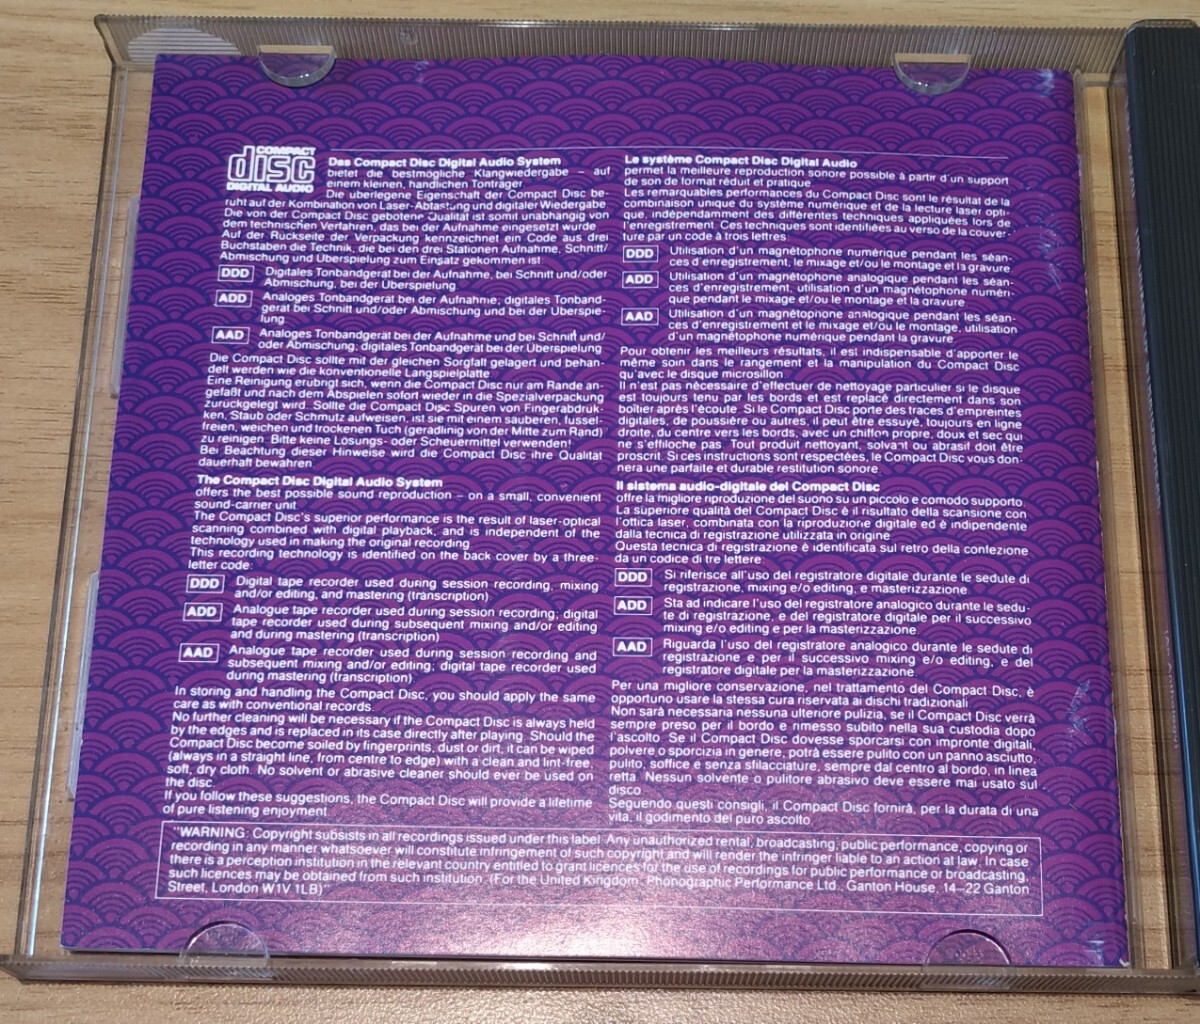 COMPACT
disc
DIGITAL AUDIO
Das Compact Disc Digital Audio System
bietet die bestmögliche Klangwiedergabe – auf
einem kleinen, handlichen Tonträger
Die überlegene Eigenschaft der Compact Disc be-
ruht auf der Kombination von Laser-Abtastung und digitaler Wiedergabe
Die von der Compact Disc gebotene Qualität ist somit unabhängig von
dem technischen Verfahren, das bei der Aufnahme eingesetzt wurde
Auf der Rückseite der Verpackung kennzeichnet ein Code aus drei
Buchstaben die Technik, die bei den drei Stationen Aufnahme, Schnitt/
Abmischung und Überspielung zum Einsatz gekommen ist:
DDD Digitales Tonbandgerät bei der Aufnahme, bei Schnitt und/oder
Abmischung, bei der Überspielung
ADD Analoges Tonbandgerät bei der Aufnahme; digitales Tonband-
gerät bei Schnitt und/oder Abmischung und bei der Überspie-
lung
AAD Analoges Tonbandgerät bei der Aufnahme und bei Schnitt und/
oder Abmischung; digitales Tonbandgerät bei der Überspielung
Die Compact Disc sollte mit der gleichen Sorgfalt gelagert und behan-
delt werden wie die konventionelle Langspielplatte
Eine Reinigung erübrigt sich, wenn die Compact Disc nur am Rande an-
gefaßt und nach dem Abspielen sofort wieder in die Spezialverpackung
zurückgelegt wird. Sollte die Compact Disc Spuren von Fingerabdrük-
ken, Staub oder Schmutz aufweisen, ist sie mit einem sauberen, fussel-
freien, weichen und trockenen Tuch (geradlinig von der Mitte zum Rand)
zu reinigen. Bitte keine Lösungs- oder Scheuermittel verwenden!
Bei Beachtung dieser Hinweise wird die Compact Disc ihre Qualität
dauerhaft bewahren
The Compact Disc Digital Audio System
offers the best possible sound reproduction – on a small, convenient
sound-carrier unit.
The Compact Disc's superior performance is the result of laser-optical
scanning combined with digital playback, and is independent of the
technology used in making the original recording
This recording technology is identified on the back cover by a three-
letter code:
DDD Digital tape recorder used during session recording, mixing
and/or editing, and mastering (transcription)
ADD Analogue tape recorder used during session recording; digital
tape recorder used during subsequent mixing and/or editing
and during mastering (transcription)
AAD Analogue tape recorder used during session recording and
subsequent mixing and/or editing; digital tape recorder used
during mastering (transcription)
In storing and handling the Compact Disc, you should apply the same
care as with conventional records.
No further cleaning will be necessary if the Compact Disc is always held
by the edges and is replaced in its case directly after playing. Should the
Compact Disc become soiled by fingerprints, dust or dirt, it can be wiped
(always in a straight line, from centre to edge) with a clean and lint-free,
soft, dry cloth. No solvent or abrasive cleaner should ever be used on
the disc.
If you follow these suggestions, the Compact Disc will provide a lifetime
of pure listening enjoyment
Le système Compact Disc Digital Audio
permet la meilleure reproduction sonore possible à partir d'un support
de son de format réduit et pratique
Les remarquables performances du Compact Disc sont le résultat de la
combinaison unique du système numérique et de la lecture laser opti-
que, indépendamment des différentes techniques appliquées lors de
l'enregistrement. Ces techniques sont identifiées au verso de la couver-
ture par un code à trois lettres:
DDD Utilisation d'un magnétophone numérique pendant les séan-
ces d'enregistrement, le mixage et/ou le montage et la gravure
ADD Utilisation d'un magnétophone analogique pendant les séan-
ces d'enregistrement, utilisation d'un magnétophone numéri-
que pendant le mixage et/ou le montage et la gravure
AAD Utilisation d'un magnétophone analogique pendant les séan-
ces d'enregistrement et le mixage et/ou le montage, utilisation
d'un magnétophone numérique pendant la gravure
Pour obtenir les meilleurs résultats, il est indispensable d'apporter le
même soin dans le rangement et la manipulation du Compact Disc
qu'avec le disque microsillon
Il n'est pas nécessaire d'effectuer de nettoyage particulier si le disque
est toujours tenu par les bords et est replacé directement dans son
boîtier après l'écoute. Si le Compact Disc porte des traces d'empreintes
digitales, de poussière ou autres, il peut être essuyé, toujours en ligne
droite, du centre vers les bords, avec un chiffon propre, doux et sec qui
ne s'effiloche pas. Tout produit nettoyant, solvant ou abrasif doit être
proscrit. Si ces instructions sont respectées, le Compact Disc vous don-
nera une parfaite et durable restitution sonore
Il sistema audio-digitale del Compact Disc
offre la migliore riproduzione del suono su un piccolo e comodo supporto.
La superiore qualità del Compact Disc è il risultato della scansione con
l'ottica laser, combinata con la riproduzione digitale ed è indipendente
dalla tecnica di registrazione utilizzata in origine
Questa tecnica di registrazione è identificata sul retro della confezione
da un codice di tre lettere:
DDD Si riferisce all'uso del registratore digitale durante le sedute di
registrazione, mixing e/o editing, e masterizzazione
ADD Sta ad indicare l'uso del registratore analogico durante le sedu-
te di registrazione, e del registratore digitale per il successivo
mixing e/o editing e per la masterizzazione
AAD Riguarda l'uso del registratore analogico durante le sedute di
registrazione e per il successivo mixing e/o editing, e del
registratore digitale per la masterizzazione
Per una migliore conservazione, nel trattamento del Compact Disc, è
opportuno usare la stessa cura riservata ai dischi tradizionali
Non sarà necessaria nessuna ulteriore pulizia, se il Compact Disc verrà
sempre preso per il bordo e rimesso subito nella sua custodia dopo
l'ascolto. Se il Compact Disc dovesse sporcarsi con impronte digitali,
polvere o sporcizia in genere, potrà essere pulito con un panno asciutto,
pulito, soffice e senza sfilacciature, sempre dal centro al bordo, in linea
retta. Nessun solvente o pulitore abrasivo deve essere mai usato sul
disco
Seguendo questi consigli, il Compact Disc fornirà, per la durata di una
vita, il godimento del puro ascolto
"WARNING: Copyright subsists in all recordings issued under this label. Any unauthorized rental, broadcasting, public performance, copying or
recording in any manner whatsoever will constitute infringement of such copyright and will render the infringer liable to an action at law. In case
there is a perception institution in the relevant country entitled to grant licences for the use of recordings for public performance or broadcasting,
such licences may be obtained from such institution. (For the United Kingdom: Phonographic Performance Ltd., Ganton House, 14–22 Ganton
Street, London W1V 1LB)"